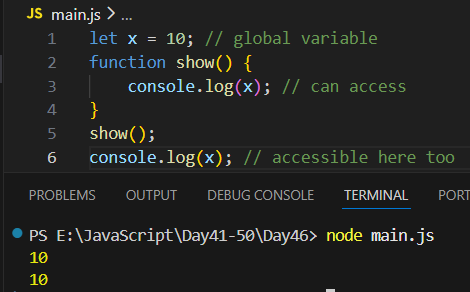 JS main.js > ...
1 let x = 10; // global variable
2 function show() {
3     console.log(x); // can access
4 }
5 show();
6 console.log(x); // accessible here too
PROBLEMS OUTPUT DEBUG CONSOLE TERMINAL PORT
PS E:\JavaScript\Day41-50\Day46> node main.js
10
10